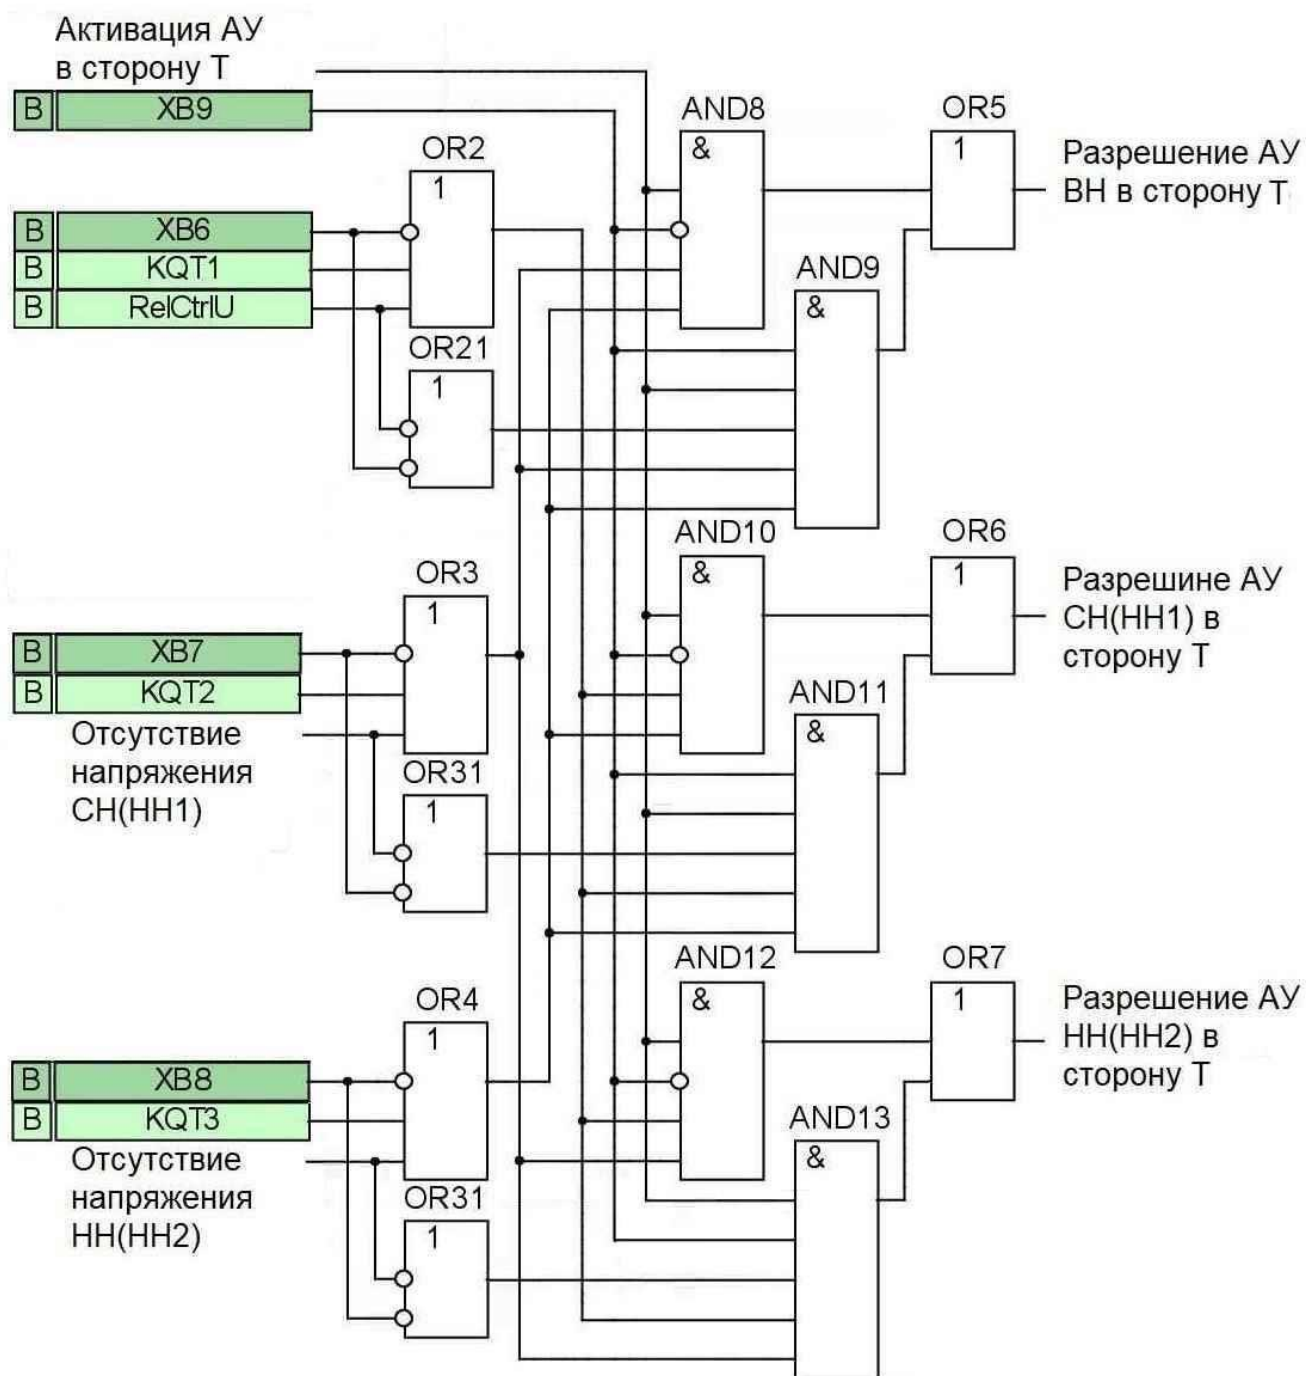 Активация АУ
в сторону Т
B XB9
AND8
&
OR5
1
Разрешение АУ
ВН в сторону Т
OR2
1
B XB6
B KQT1
B RelCtrlU
AND9
&
OR21
1
AND10
&
OR6
1
Разрешине АУ
СН(НН1) в
сторону Т
OR3
1
B XB7
B KQT2
Отсутствие
напряжения
СН(НН1)
AND11
&
OR31
1
AND12
&
OR7
1
Разрешение АУ
НН(НН2) в
сторону Т
OR4
1
B XB8
B KQT3
Отсутствие
напряжения
НН(НН2)
AND13
&
OR31
1